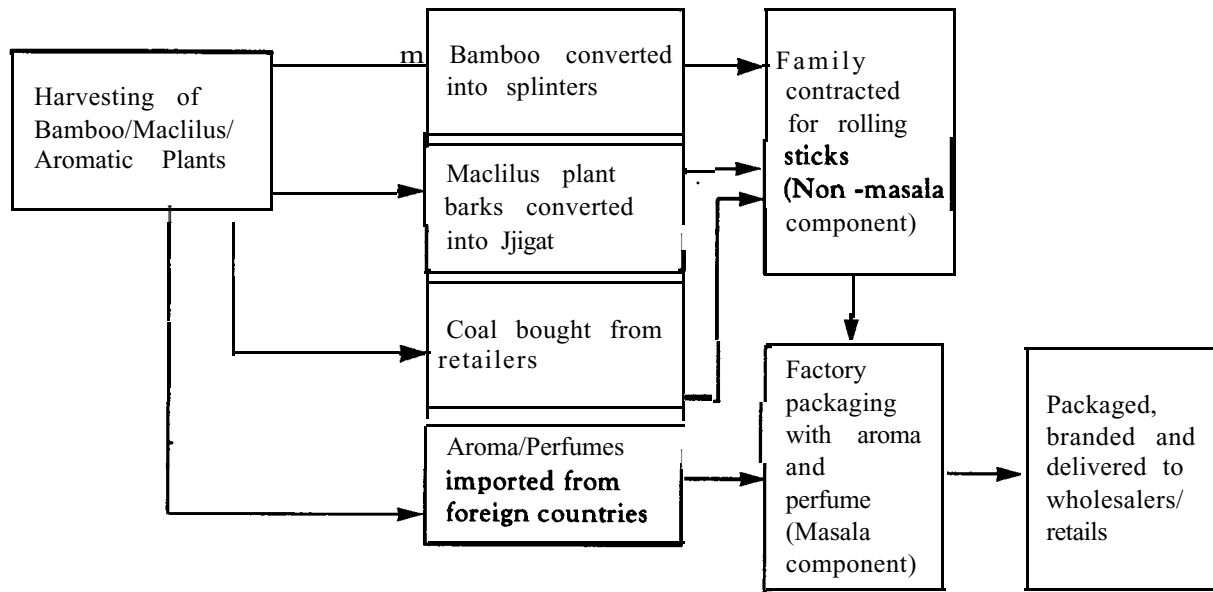 Harvesting of
Bamboo/Maclilus/
Aromatic Plants
m
Bamboo converted
into splinters
Maclilus plant
barks converted
into Jjigat
Coal bought from
retailers
Aroma/Perfumes
imported from
foreign countries
Family
contracted
for rolling
sticks
(Non -masala
component)
Factory
packaging
with aroma
and
perfume
(Masala
component)
Packaged,
branded and
delivered to
wholesalers/
retails